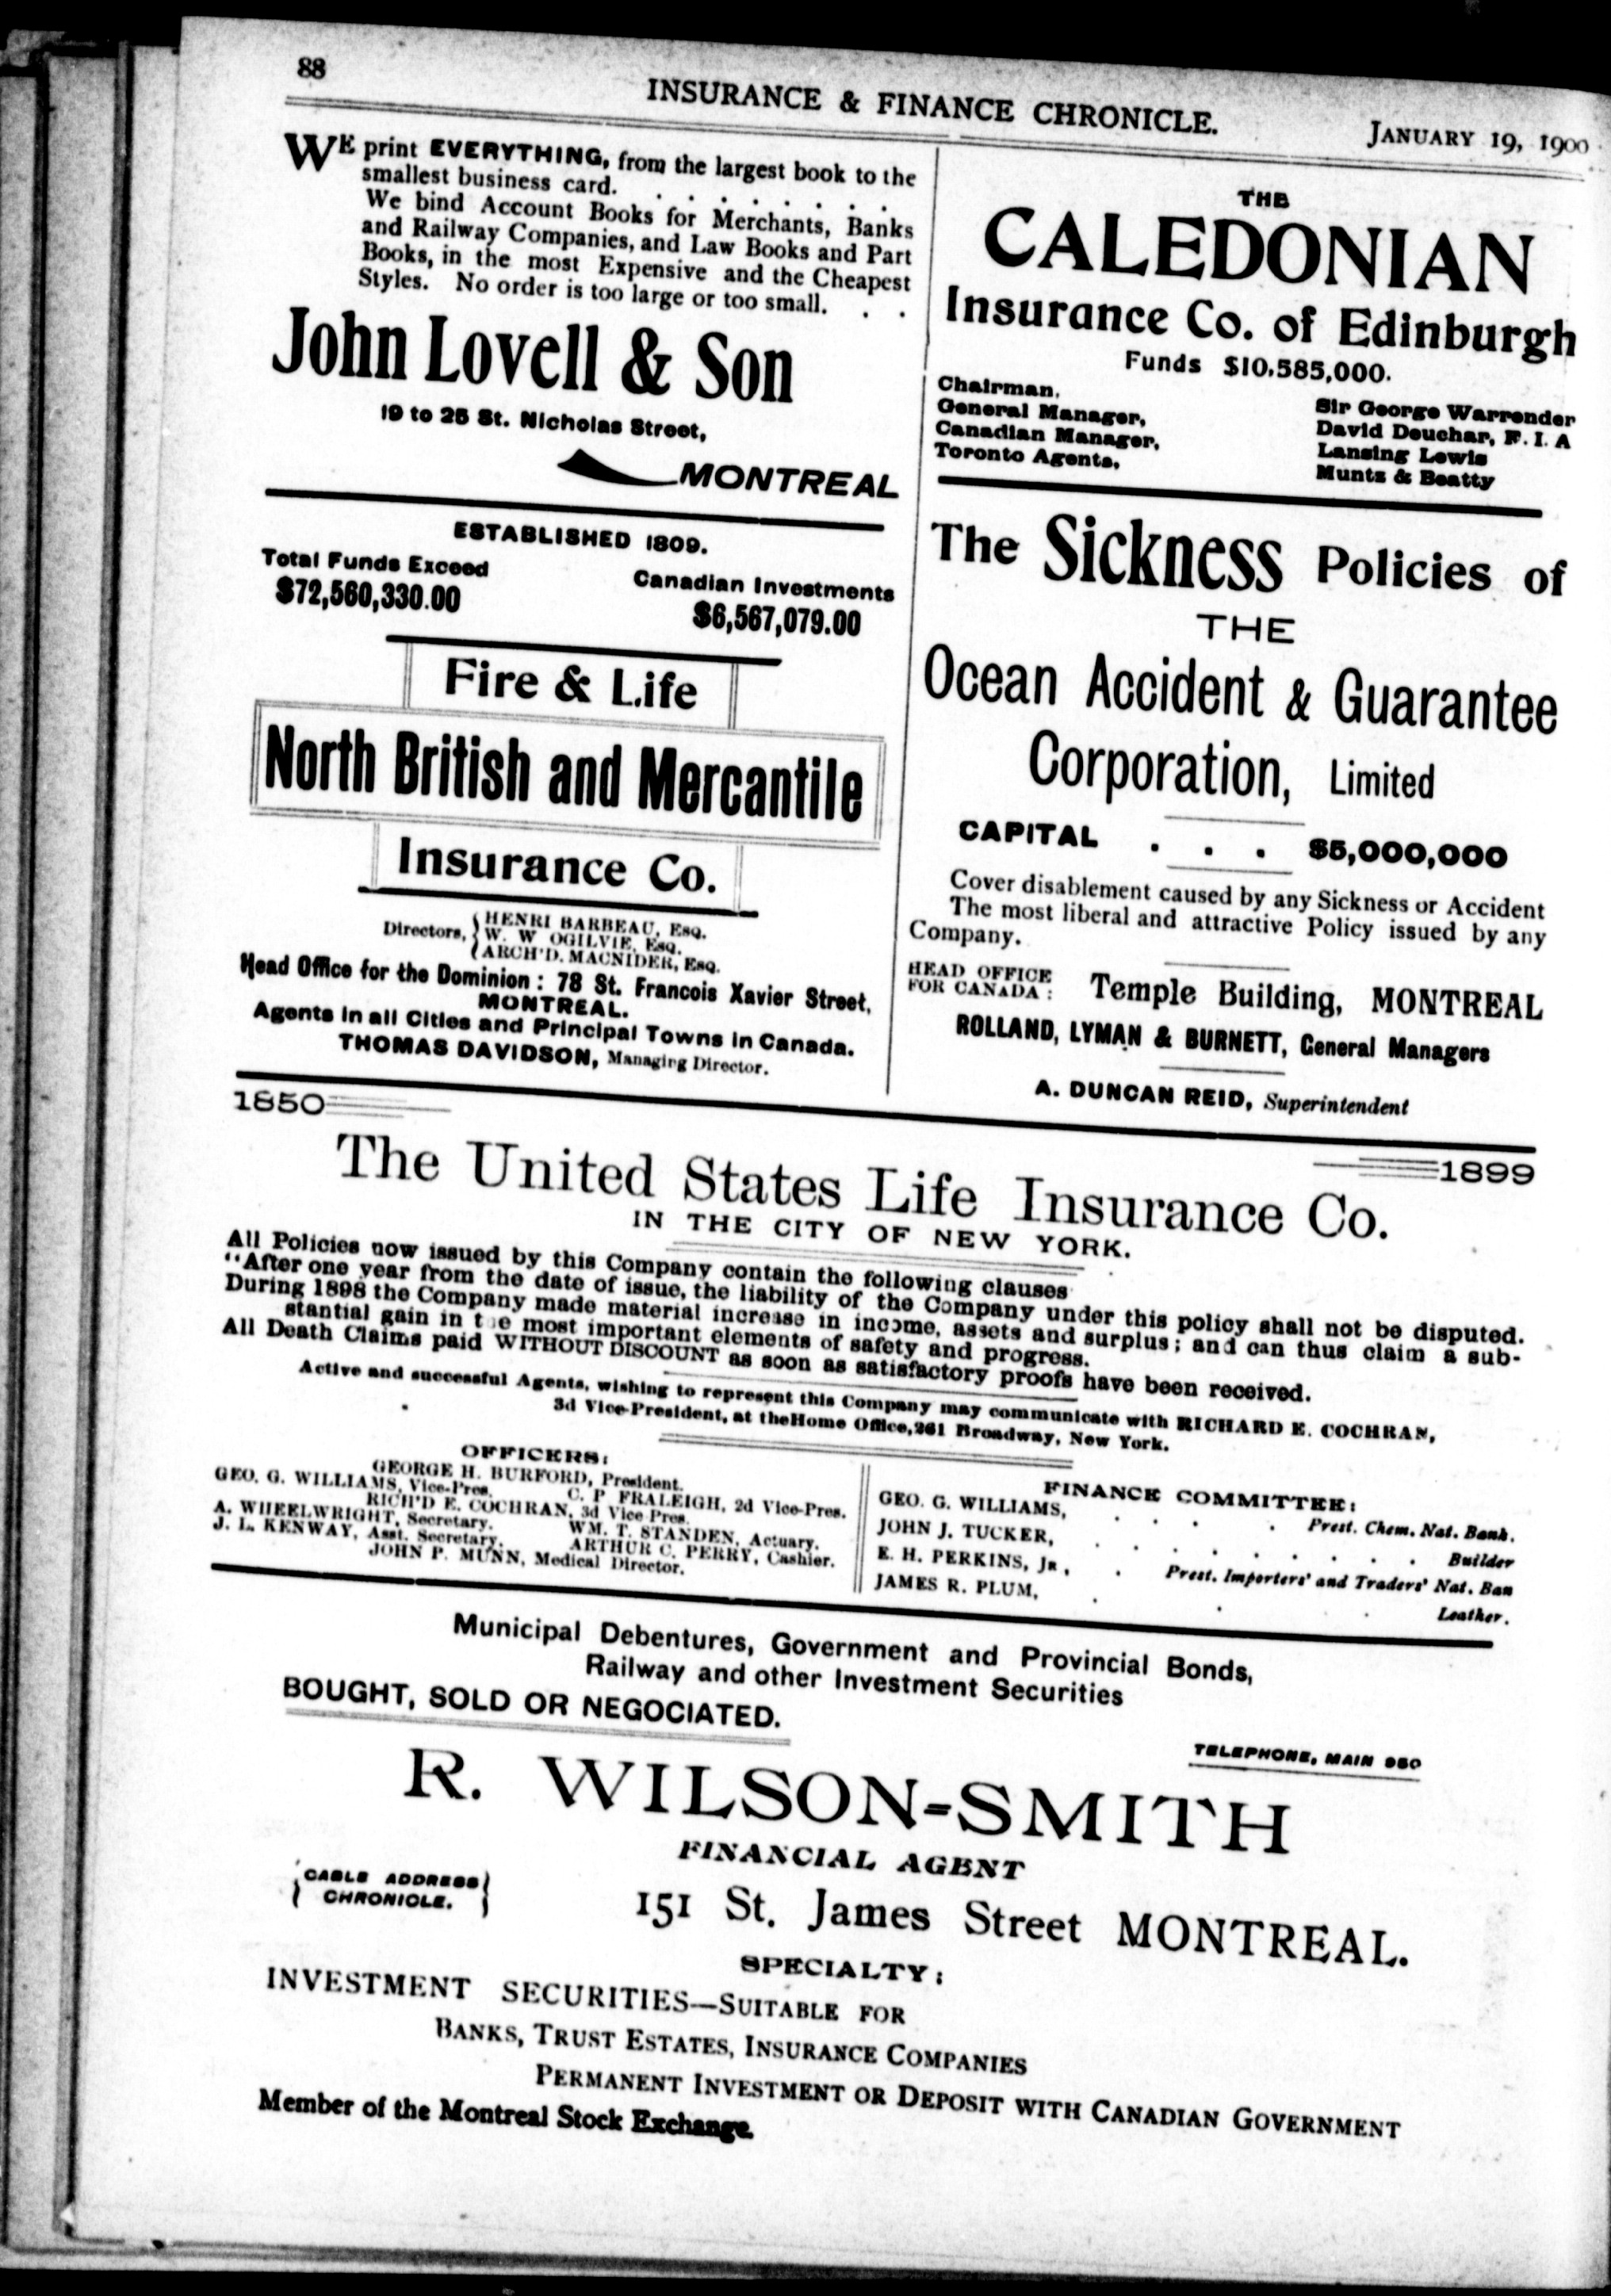 88
INSURANCE & FINANCE CHRONICLE.
JANUARY 19, 1900
WE print EVERYTHING, from the largest book to the
smallest business card. . . . . . .
We bind Account Books for Merchants, Banks
and Railway Companies, and Law Books and Part
Books, in the most Expensive and the Cheapest
Styles. No order is too large or too small. . .
John Lovell & Son
19 to 25 St. Nicholas Street,
MONTREAL
ESTABLISHED 1809.
Total Funds Exceed
$72,560,330.00
Canadian Investments
$6,567,079.00
Fire & Life
North British and Mercantile
Insurance Co.
Directors,
HENRI BARBEAU, Esq.
W. W OGILVIE, Esq.
ARCH'D. MACNIDER, Esq.
Head Office for the Dominion : 78 St. Francois Xavier Street,
MONTREAL.
Agents in all Cities and Principal Towns in Canada.
THOMAS DAVIDSON, Managing Director.
THE
CALEDONIAN
Insurance Co. of Edinburgh
Funds $10,585,000.
Chairman, Sir George Warrender
General Manager, David Deuchar, F. I. A
Canadian Manager, Lansing Lewis
Toronto Agents, Muntz & Beatty
The Sickness Policies of
THE
Ocean Accident & Guarantee
Corporation, Limited
CAPITAL . . . $5,000,000
Cover disablement caused by any Sickness or Accident
The most liberal and attractive Policy issued by any
Company.
HEAD OFFICE
FOR CANADA :
Temple Building, MONTREAL
ROLLAND, LYMAN & BURNETT, General Managers
A. DUNCAN REID, Superintendent
1850
1899
The United States Life Insurance Co.
IN THE CITY OF NEW YORK.
All Policies now issued by this Company contain the following clauses
"After one year from the date of issue, the liability of the Company under this policy shall not be disputed.
During 1898 the Company made material increase in income, assets and surplus; and can thus claim a sub-
stantial gain in t e most important elements of safety and progress.
All Death Claims paid WITHOUT DISCOUNT as soon as satisfactory proofs have been received.
Active and successful Agents, wishing to represent this Company may communicate with RICHARD E. COCHRAN,
3d Vice-President, at the Home Office, 261 Broadway, New York.
OFFICERS:
GEORGE H. BURFORD, President.
GEO. G. WILLIAMS, Vice-Pres. C. P FRALEIGH, 2d Vice-Pres.
RICH'D E. COCHRAN, 3d Vice Pres.
A. WHEELWRIGHT, Secretary. WM. T. STANDEN, Actuary.
J. L. KENWAY, Asst. Secretary. ARTHUR C. PERRY, Cashier.
JOHN P. MUNN, Medical Director.
FINANCE COMMITTEE:
GEO. G. WILLIAMS, . . . . Prest. Chem. Nat. Bank.
JOHN J. TUCKER, . . . . . . . . Builder
E. H. PERKINS, JR, . Prest. Importers' and Traders' Nat. Ban
JAMES R. PLUM, . . . Leather.
Municipal Debentures, Government and Provincial Bonds,
Railway and other Investment Securities
BOUGHT, SOLD OR NEGOCIATED.
TELEPHONE, MAIN 950
R. WILSON-SMITH
FINANCIAL AGENT
CABLE ADDRESS
CHRONICLE.
151 St. James Street MONTREAL.
SPECIALTY:
INVESTMENT SECURITIES—SUITABLE FOR
BANKS, TRUST ESTATES, INSURANCE COMPANIES
PERMANENT INVESTMENT OR DEPOSIT WITH CANADIAN GOVERNMENT
Member of the Montreal Stock Exchange.